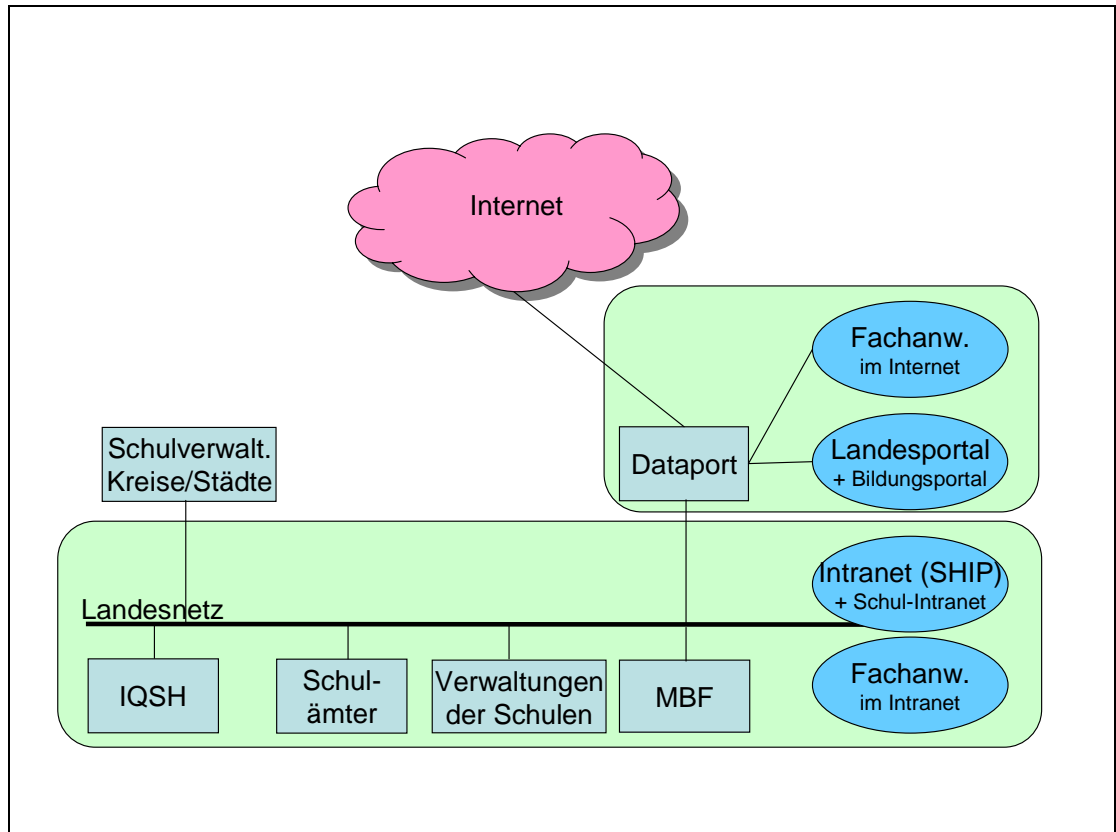 Internet
Fachanw.
im Internet
Schulverwalt.
Kreise/Städte
Dataport
Landesportal
+ Bildungsportal
Intranet (SHIP)
+ Schul-Intranet
Landesnetz
IQSH
Schul-
ämter
Verwaltungen
der Schulen
MBF
Fachanw.
im Intranet